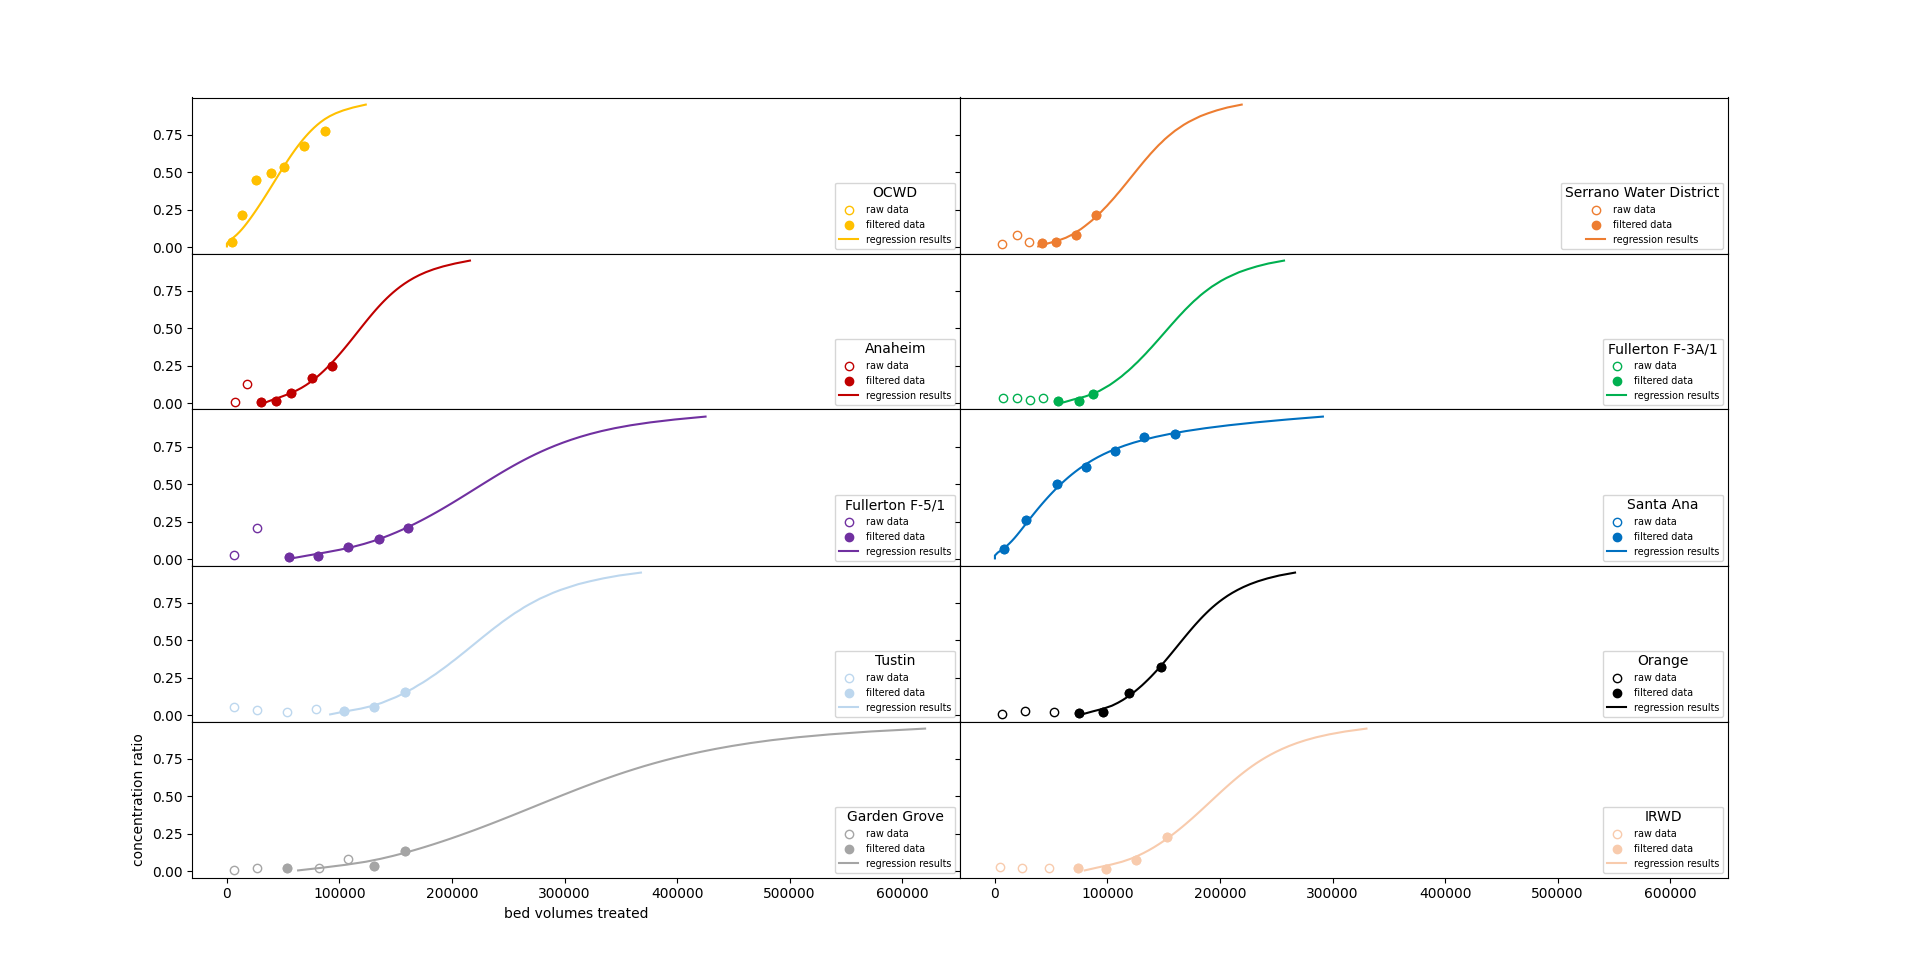 0.75
0.50
0.25
0.00
OCWD
raw data
filtered data
regression results
Serrano Water District
raw data
filtered data
regression results
0.75
0.50
0.25
0.00
Anaheim
raw data
filtered data
regression results
Fullerton F-3A/1
raw data
filtered data
regression results
0.75
0.50
0.25
0.00
Fullerton F-5/1
raw data
filtered data
regression results
Santa Ana
raw data
filtered data
regression results
0.75
0.50
0.25
0.00
Tustin
raw data
filtered data
regression results
Orange
raw data
filtered data
regression results
concentration ratio
0.75
0.50
0.25
0.00
Garden Grove
raw data
filtered data
regression results
IRWD
raw data
filtered data
regression results
0 100000 200000 300000 400000 500000 600000
0 100000 200000 300000 400000 500000 600000
bed volumes treated